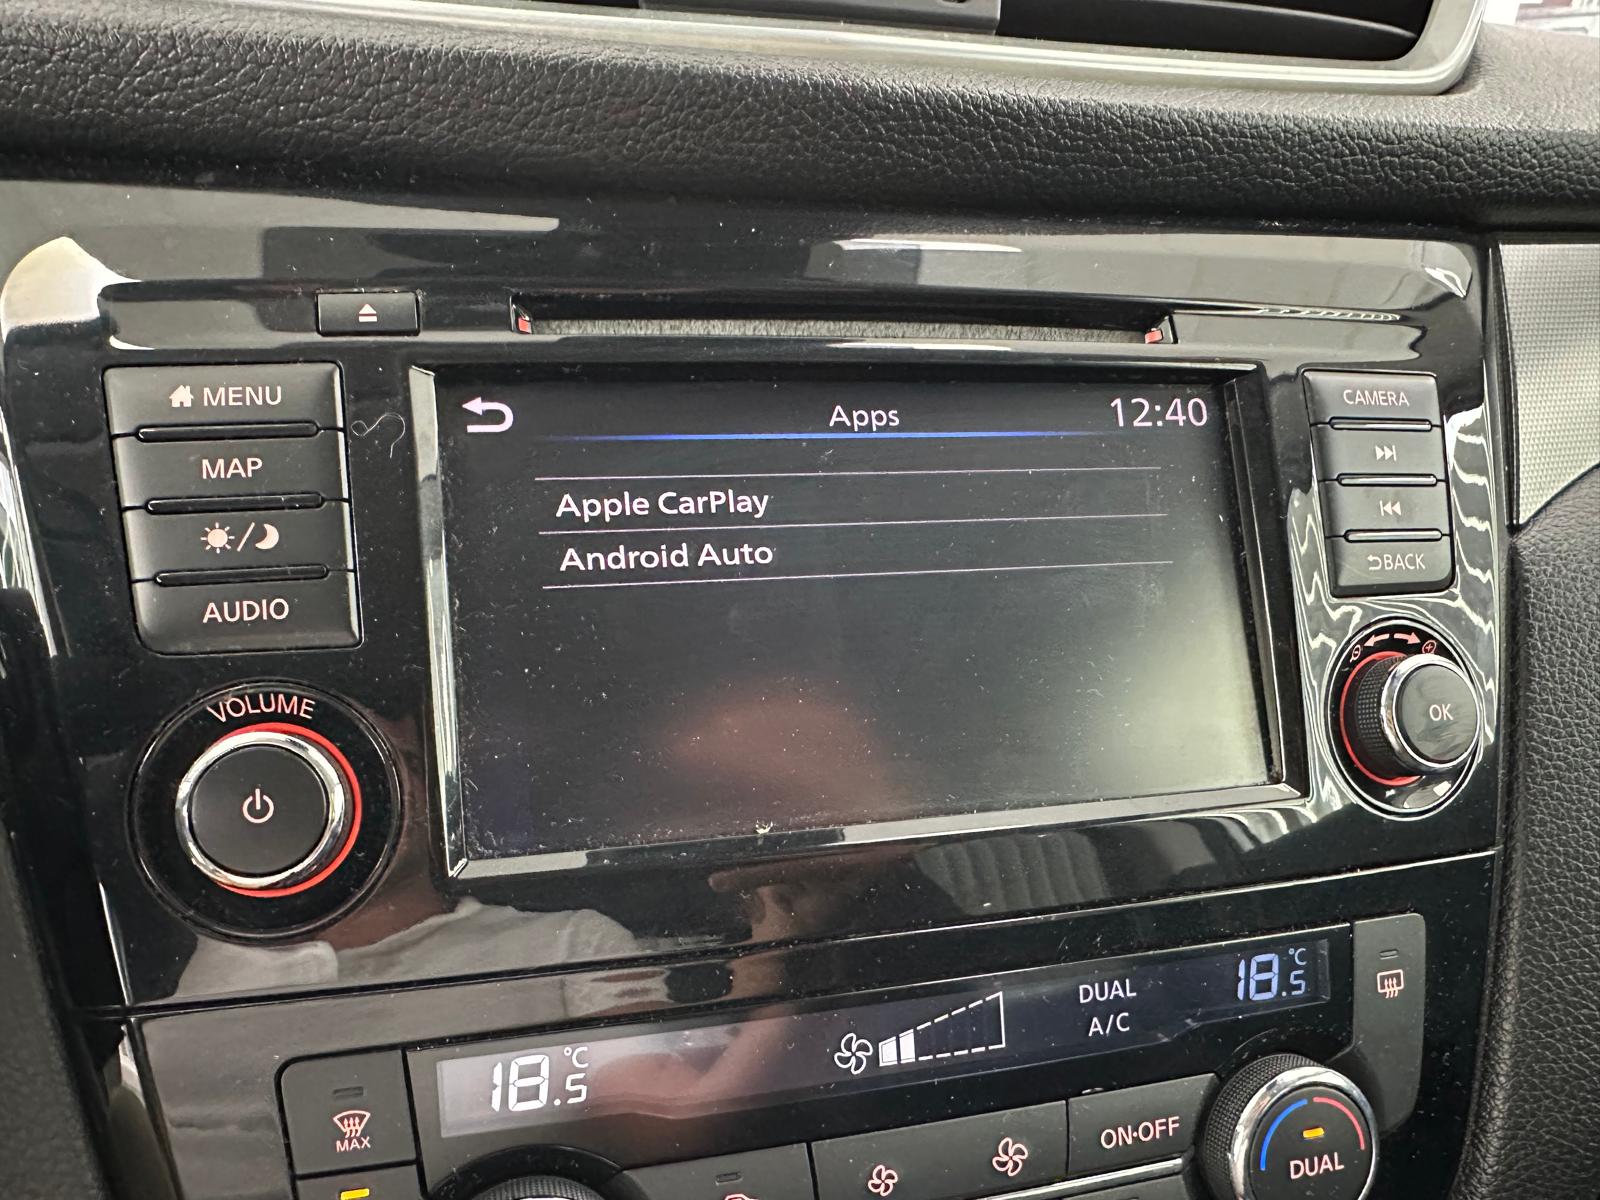 MENU
MAP
AUDIO
VOLUME
Apps
12:40
Apple CarPlay
Android Auto
CAMERA
BACK
OK
18.5°C
DUAL
A/C
18.5°C
MAX
ON·OFF
DUAL